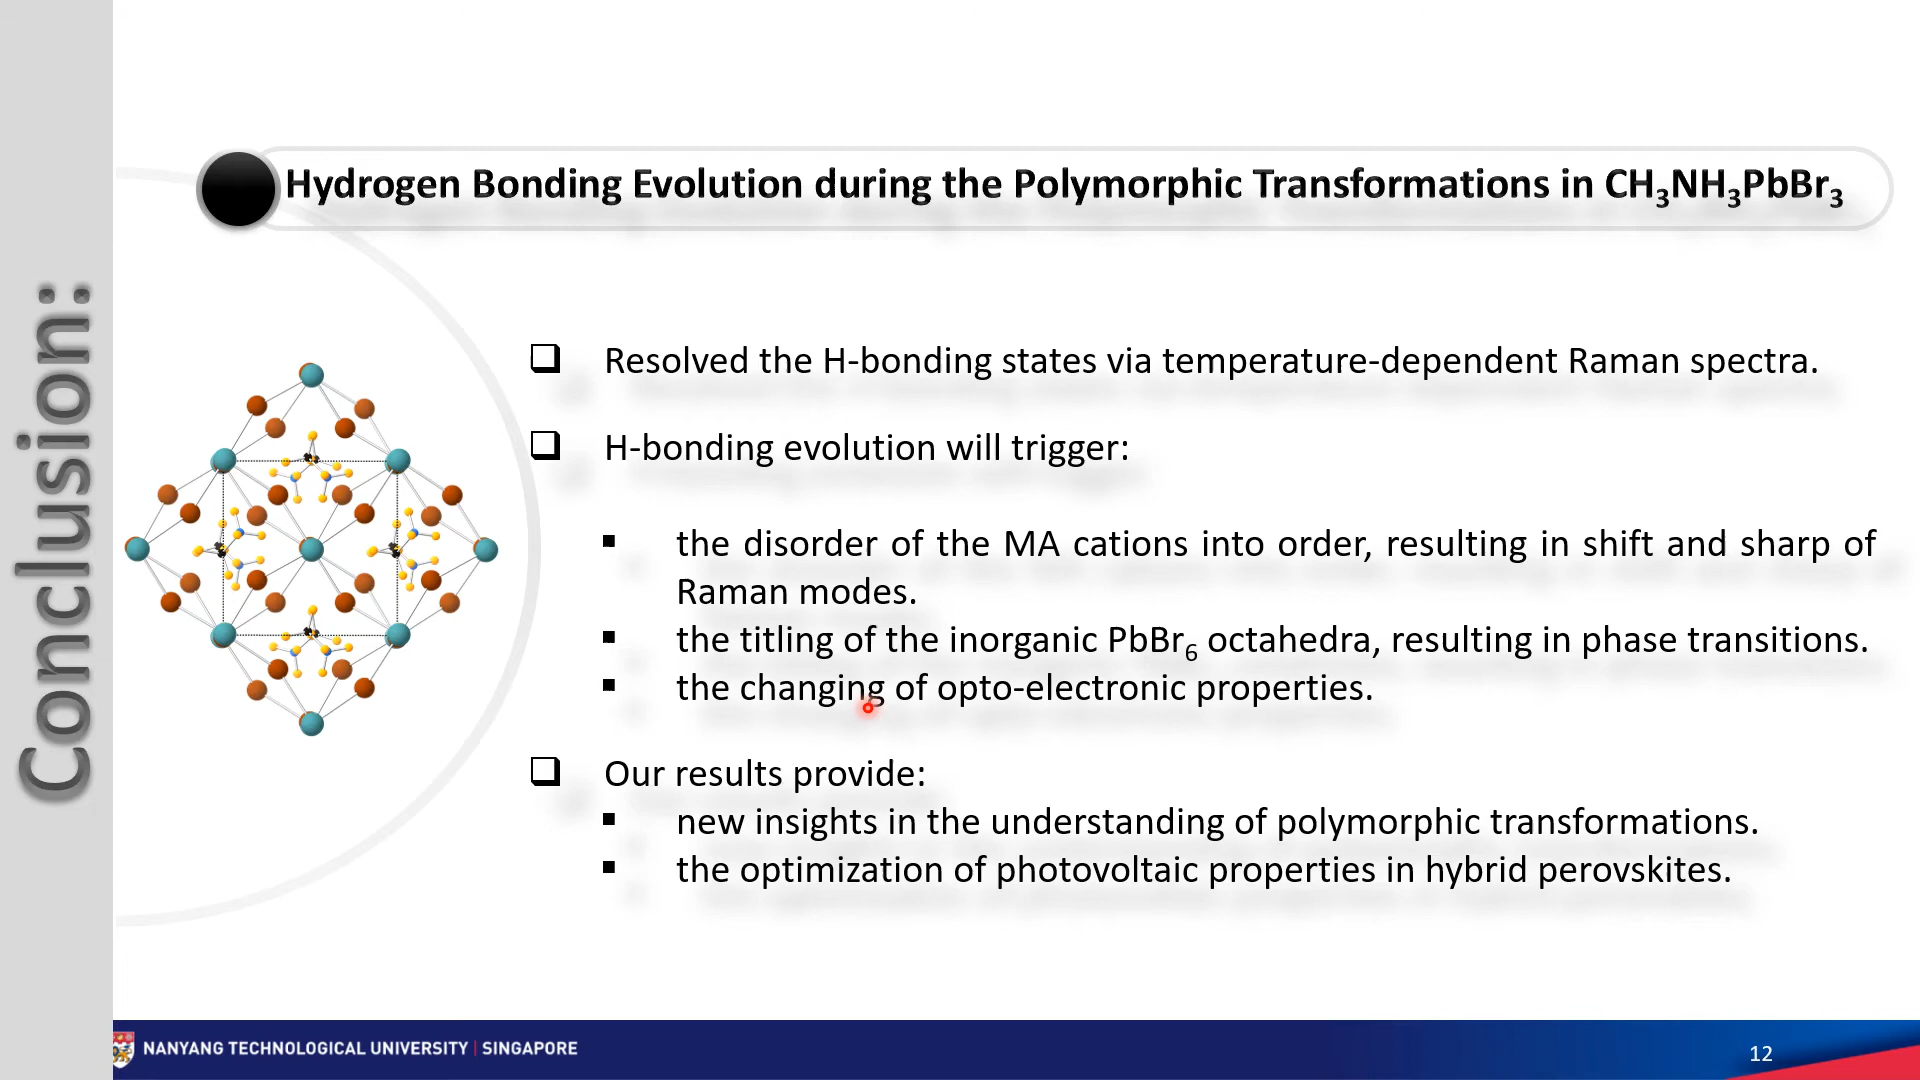 Conclusion:
Hydrogen Bonding Evolution during the Polymorphic Transformations in CH₃NH₃PbBr₃
❑ Resolved the H-bonding states via temperature-dependent Raman spectra.
❑ H-bonding evolution will trigger:
▪ the disorder of the MA cations into order, resulting in shift and sharp of
Raman modes.
▪ the titling of the inorganic PbBr₆ octahedra, resulting in phase transitions.
▪ the changing of opto-electronic properties.
❑ Our results provide:
▪ new insights in the understanding of polymorphic transformations.
▪ the optimization of photovoltaic properties in hybrid perovskites.
NANYANG TECHNOLOGICAL UNIVERSITY | SINGAPORE
12